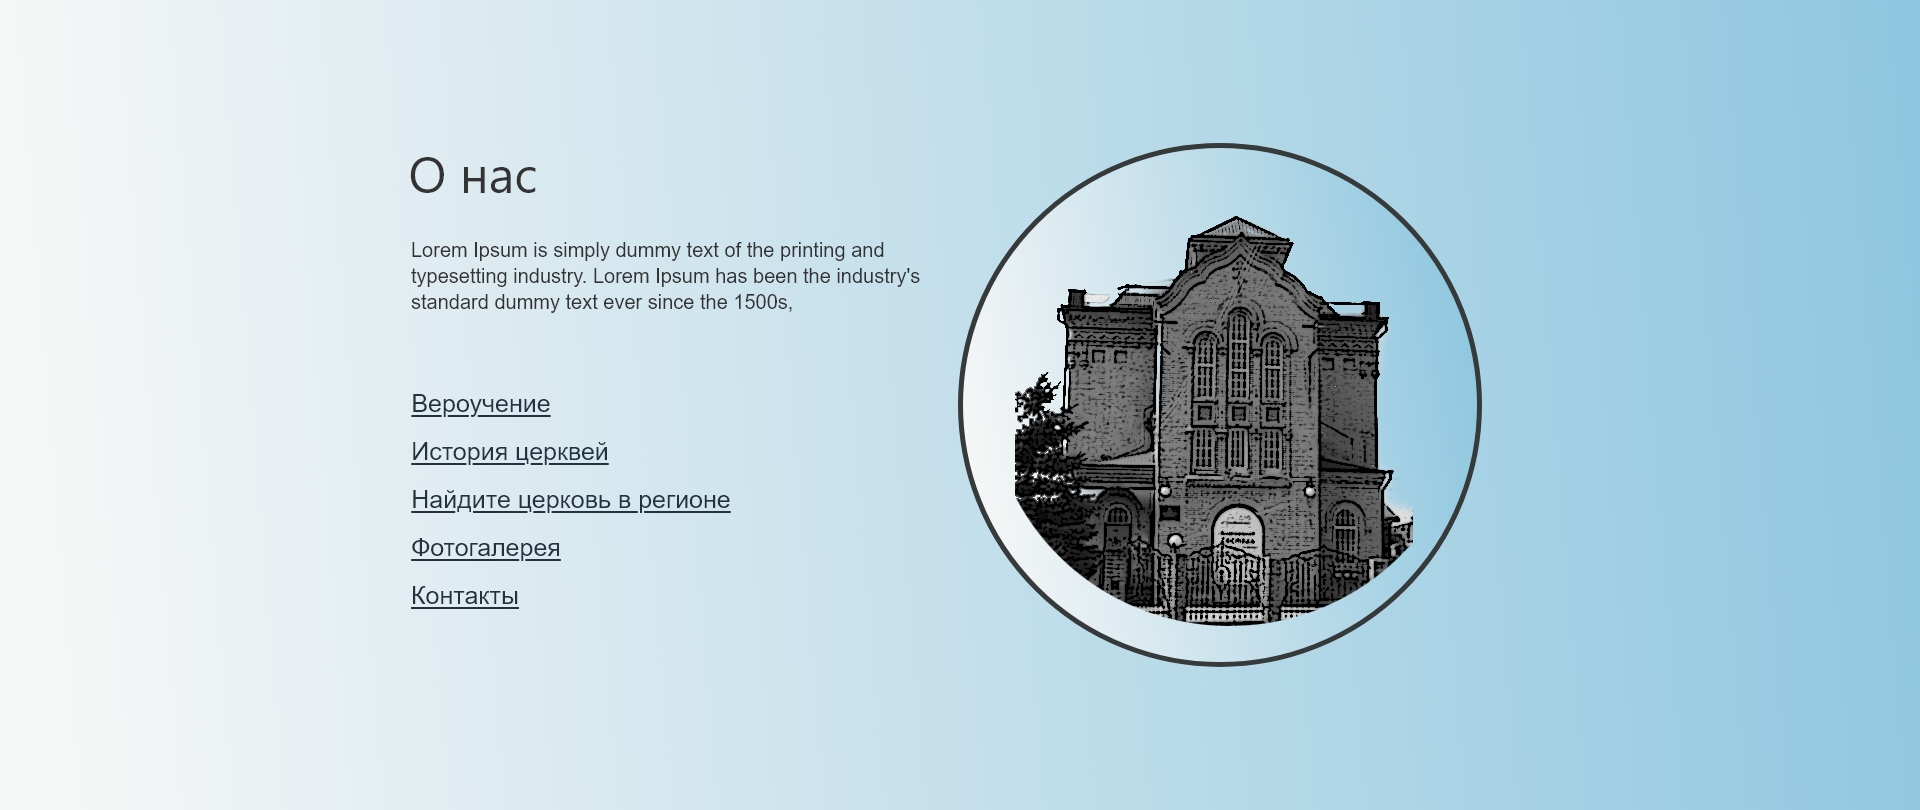 О нас
Lorem Ipsum is simply dummy text of the printing and
typesetting industry. Lorem Ipsum has been the industry's
standard dummy text ever since the 1500s,
Вероучение
История церквей
Найдите церковь в регионе
Фотогалерея
Контакты